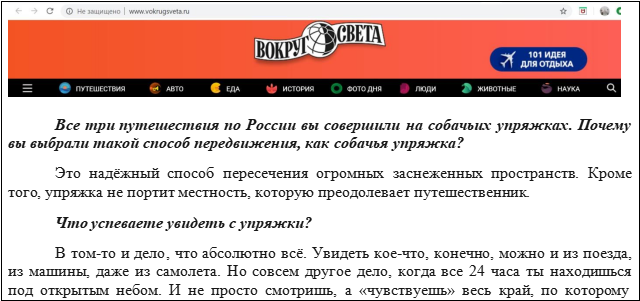 Не защищено | www.vokrugsveta.ru
ВОКРУГ СВЕТА
101 ИДЕЯ
ДЛЯ ОТДЫХА
ПУТЕШЕСТВИЯ АВТО ЕДА ИСТОРИЯ ФОТО ДНЯ ЛЮДИ ЖИВОТНЫЕ НАУКА
Все три путешествия по России вы совершили на собачьих упряжках. Почему
вы выбрали такой способ передвижения, как собачья упряжка?
Это надёжный способ пересечения огромных заснеженных пространств. Кроме
того, упряжка не портит местность, которую преодолевает путешественник.
Что успеваете увидеть с упряжки?
В том-то и дело, что абсолютно всё. Увидеть кое-что, конечно, можно и из поезда,
из машины, даже из самолета. Но совсем другое дело, когда все 24 часа ты находишься
под открытым небом. И не просто смотришь, а «чувствуешь» весь край, по которому